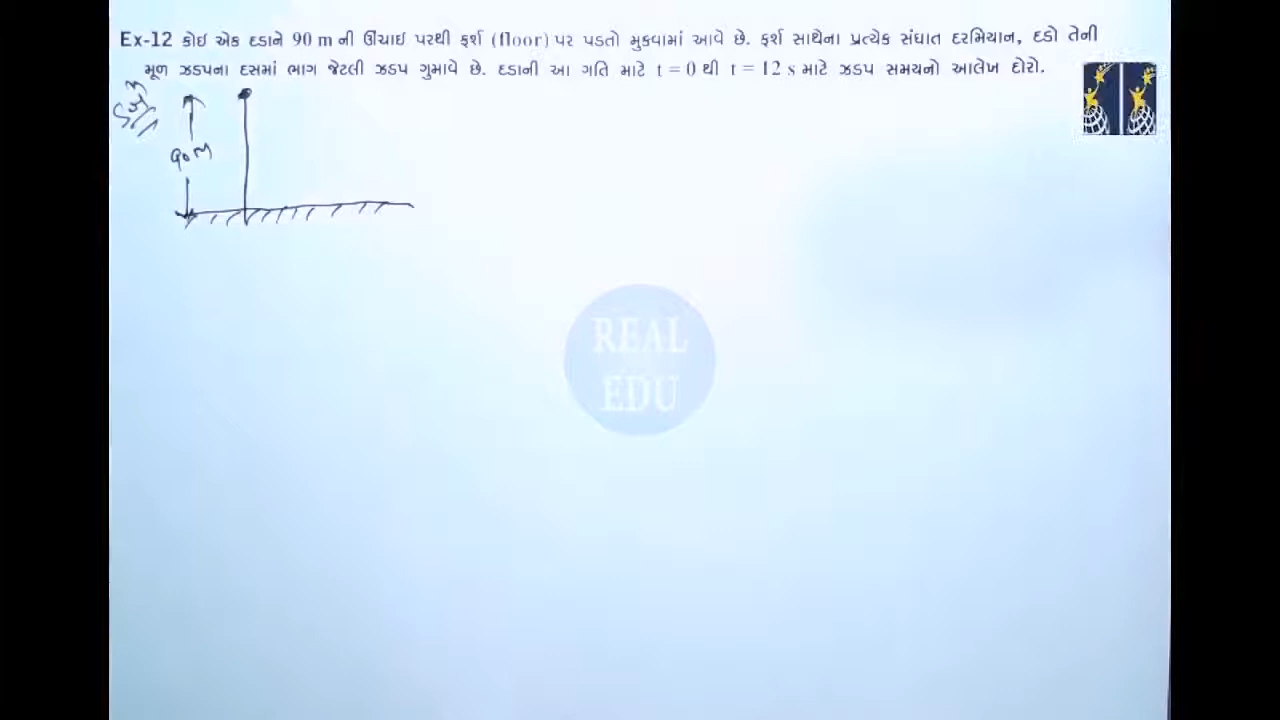 Ex-12 કોઈ એક દડાને 90 m ની ઊંચાઇ પરથી ફર્શ (floor) પર પડતો મુકવામાં આવે છે. ફર્શ સાથેના પ્રત્યેક સંઘાત દરમિયાન, દડો તેની
મૂળ ઝડપના દસમાં ભાગ જેટલી ઝડપ ગુમાવે છે. દડાની આ ગતિ માટે t = 0 થી t = 12 s માટે ઝડપ સમયનો આલેખ દોરો.
90 m
REAL
EDU